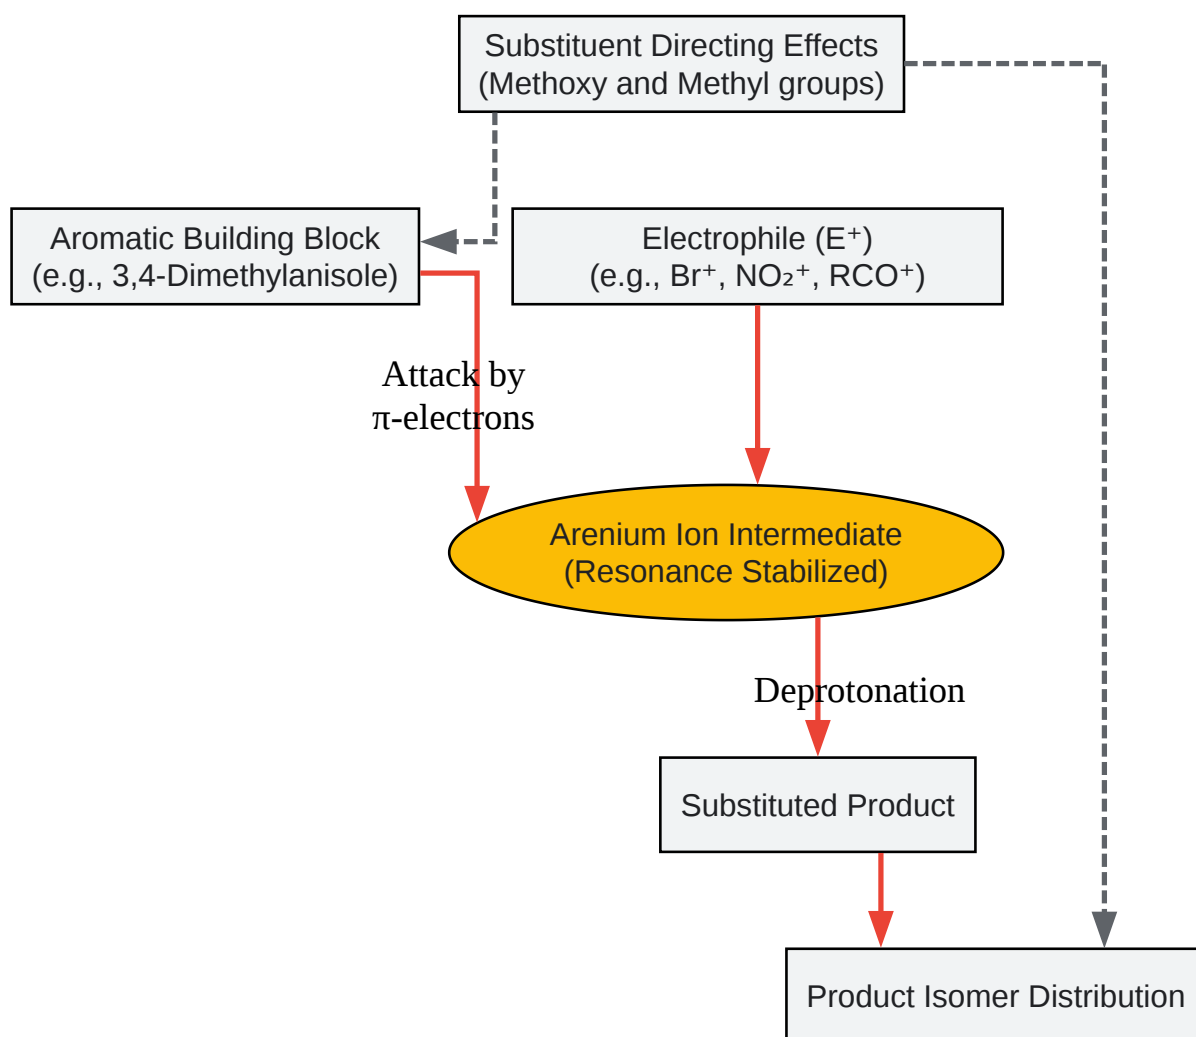 Substituent Directing Effects
(Methoxy and Methyl groups)
Aromatic Building Block
(e.g., 3,4-Dimethylanisole)
Electrophile (E⁺)
(e.g., Br⁺, NO₂⁺, RCO⁺)
Attack by
π-electrons
Arenium Ion Intermediate
(Resonance Stabilized)
Deprotonation
Substituted Product
Product Isomer Distribution